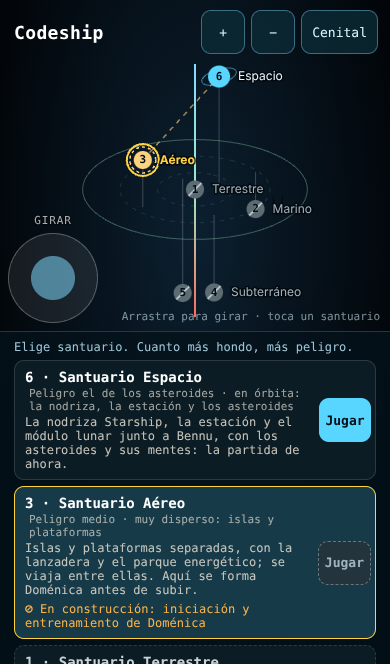 Codeship
+
−
Cenital
6
Espacio
3
Aéreo
1
Terrestre
2
Marino
GIRAR
5
4
Subterráneo
Arrastra para girar · toca un santuario
Elige santuario. Cuanto más hondo, más peligro.
6 · Santuario Espacio
Peligro el de los asteroides · en órbita:
la nodriza, la estación y los asteroides
La nodriza Starship, la estación y el
módulo lunar junto a Bennu, con los
asteroides y sus mentes: la partida de
ahora.
Jugar
3 · Santuario Aéreo
Peligro medio · muy disperso: islas y
plataformas
Islas y plataformas separadas, con la
lanzadera y el parque energético; se
viaja entre ellas. Aquí se forma
Doménica antes de subir.
⊘ En construcción: iniciación y
entrenamiento de Doménica
Jugar
1 · Santuario Terrestre